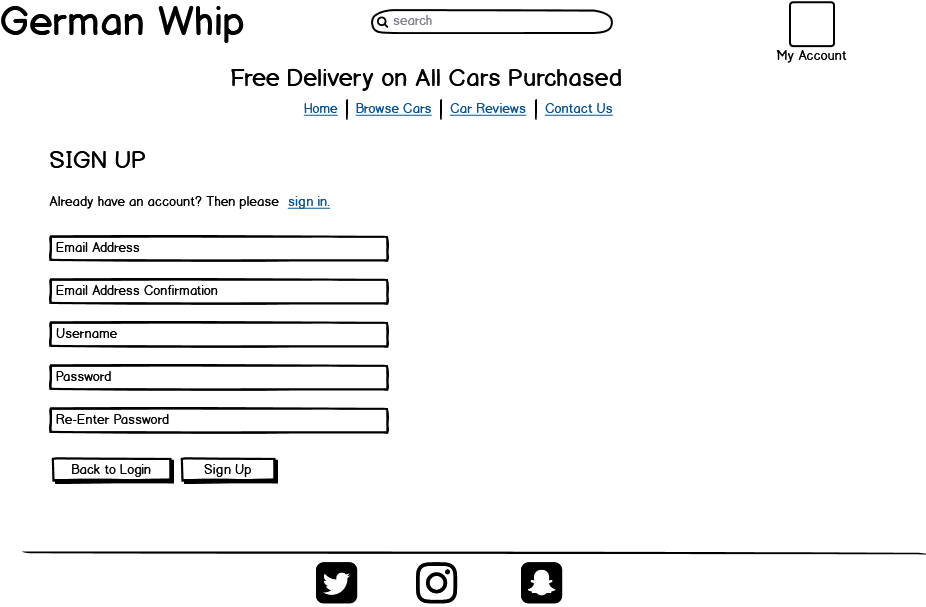 German Whip
search
My Account
Free Delivery on All Cars Purchased
Home | Browse Cars | Car Reviews | Contact Us
SIGN UP
Already have an account? Then please sign in.
Email Address
Email Address Confirmation
Username
Password
Re-Enter Password
Back to Login Sign Up